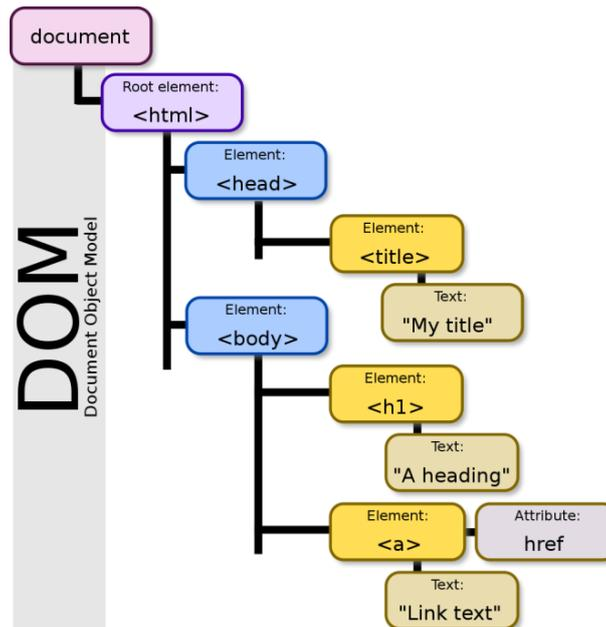 document
Root element:
<html>
Element:
<head>
Element:
<title>
Text:
"My title"
DOM
Document Object Model
Element:
<body>
Element:
<h1>
Text:
"A heading"
Element:
<a>
Attribute:
href
Text:
"Link text"